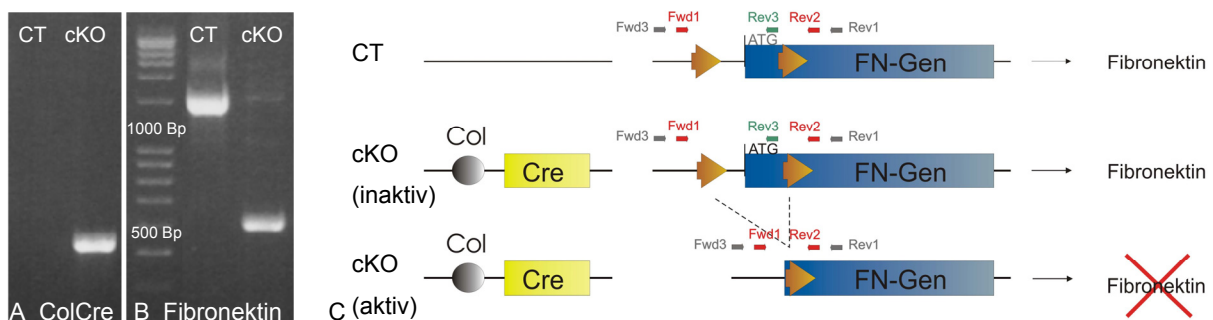 CT cKO
CT cKO
1000 Bp
500 Bp
A ColCre
B Fibronektin
C
CT
Fwd3 Fwd1 Rev3 Rev2 Rev1
ATG
FN-Gen
Fibronektin
cKO
(inaktiv)
Col
Cre
Fwd3 Fwd1 Rev3 Rev2 Rev1
ATG
FN-Gen
Fibronektin
cKO
(aktiv)
Col
Cre
Fwd3 Fwd1 Rev2 Rev1
FN-Gen
Fibronektin